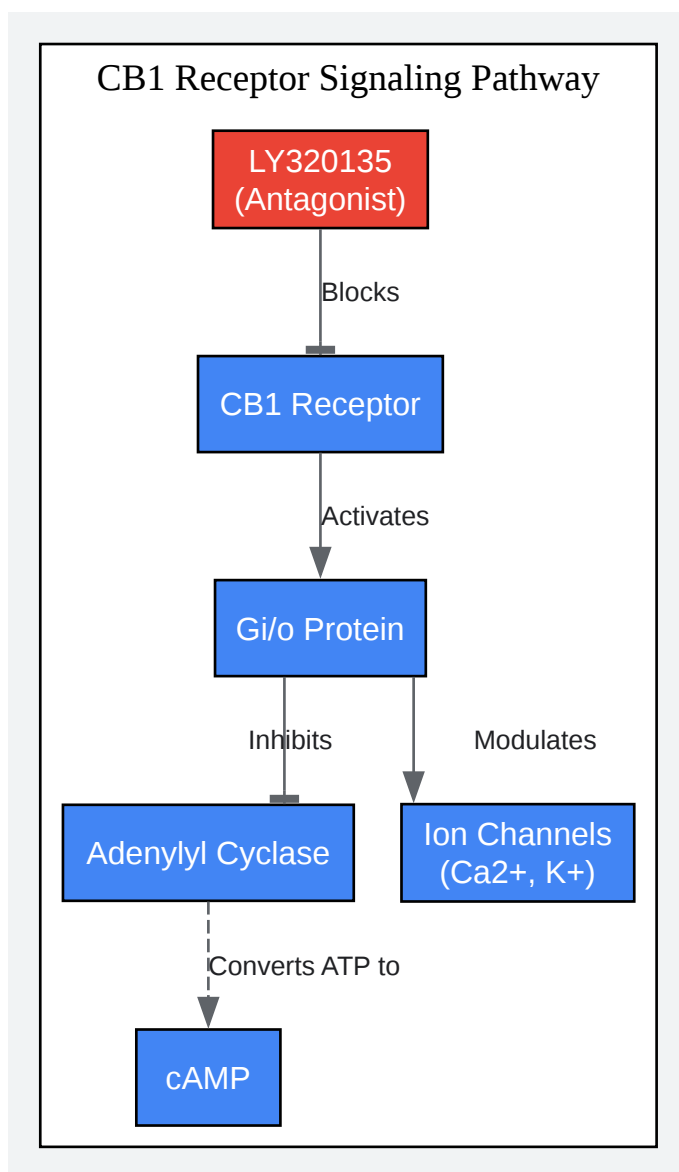 CB1 Receptor Signaling Pathway
LY320135
(Antagonist)
Blocks
CB1 Receptor
Activates
Gi/o Protein
Inhibits
Modulates
Adenylyl Cyclase
Ion Channels
(Ca2+, K+)
Converts ATP to
cAMP